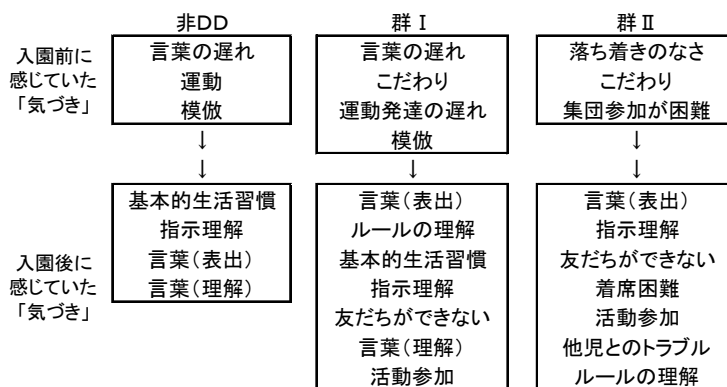 非DD
群Ⅰ
群Ⅱ
入園前に
感じていた
「気づき」
言葉の遅れ
運動
模倣
言葉の遅れ
こだわり
運動発達の遅れ
模倣
落ち着きのなさ
こだわり
集団参加が困難
↓
↓
↓
↓
↓
↓
入園後に
感じていた
「気づき」
基本的生活習慣
指示理解
言葉(表出)
言葉(理解)
言葉(表出)
ルールの理解
基本的生活習慣
指示理解
友だちができない
言葉(理解)
活動参加
言葉(表出)
指示理解
友だちができない
着席困難
活動参加
他児とのトラブル
ルールの理解